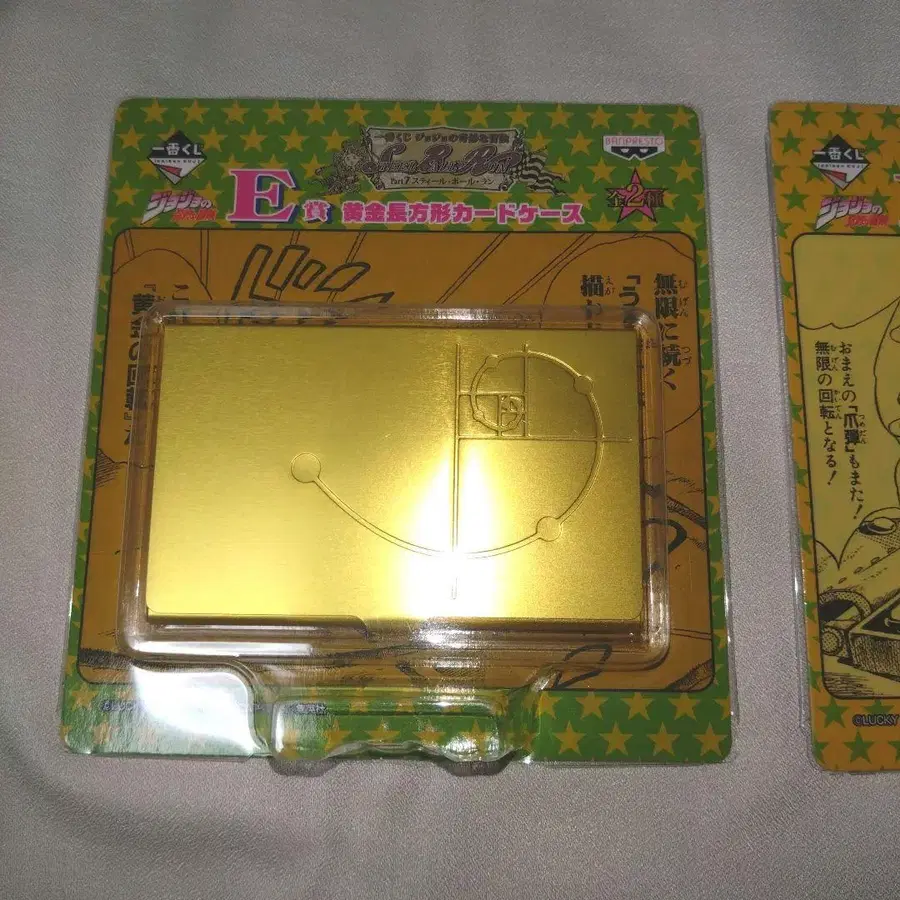 一番くじ
一番くじ ジョジョの奇妙な冒険
STEEL BALL RUN
Part7 スティール・ボール・ラン
BANPRESTO
ジョジョの
奇妙な冒険
E賞 黄金長方形カードケース
全2種
無限に続く
「う
描か
こ
『黄金の回転』
一番くじ
ジョジョの
奇妙な冒険
おまえの「爪弾」もまた!
無限の回転となる!
©LUCKY